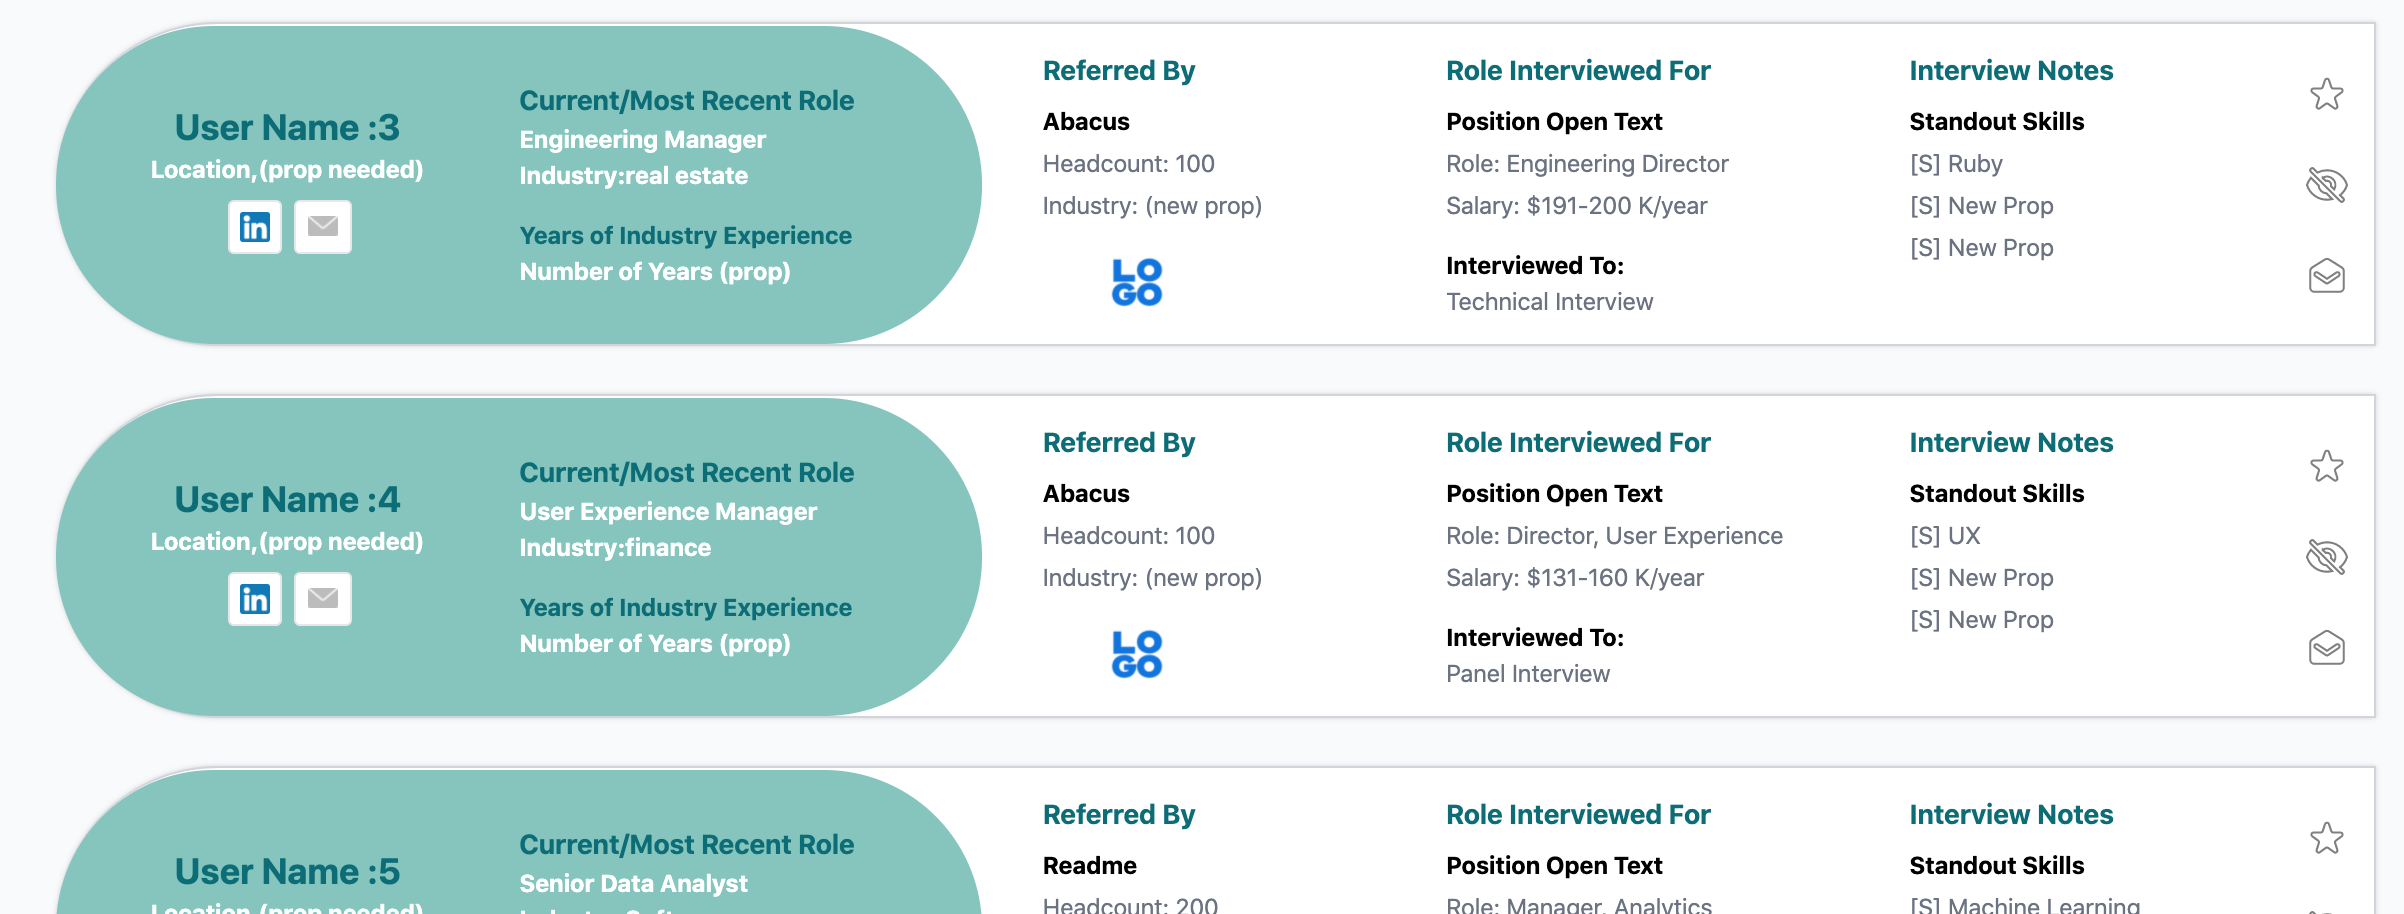 User Name :3
Location,(prop needed)
in
Current/Most Recent Role
Engineering Manager
Industry:real estate
Years of Industry Experience
Number of Years (prop)
Referred By
Abacus
Headcount: 100
Industry: (new prop)
LO
GO
Role Interviewed For
Position Open Text
Role: Engineering Director
Salary: $191-200 K/year
Interviewed To:
Technical Interview
Interview Notes
Standout Skills
[S] Ruby
[S] New Prop
[S] New Prop
User Name :4
Location,(prop needed)
in
Current/Most Recent Role
User Experience Manager
Industry:finance
Years of Industry Experience
Number of Years (prop)
Referred By
Abacus
Headcount: 100
Industry: (new prop)
LO
GO
Role Interviewed For
Position Open Text
Role: Director, User Experience
Salary: $131-160 K/year
Interviewed To:
Panel Interview
Interview Notes
Standout Skills
[S] UX
[S] New Prop
[S] New Prop
User Name :5
Location,(prop needed)
Current/Most Recent Role
Senior Data Analyst
Referred By
Readme
Headcount: 200
Role Interviewed For
Position Open Text
Role: Manager, Analytics
Interview Notes
Standout Skills
[S] Machine Learning